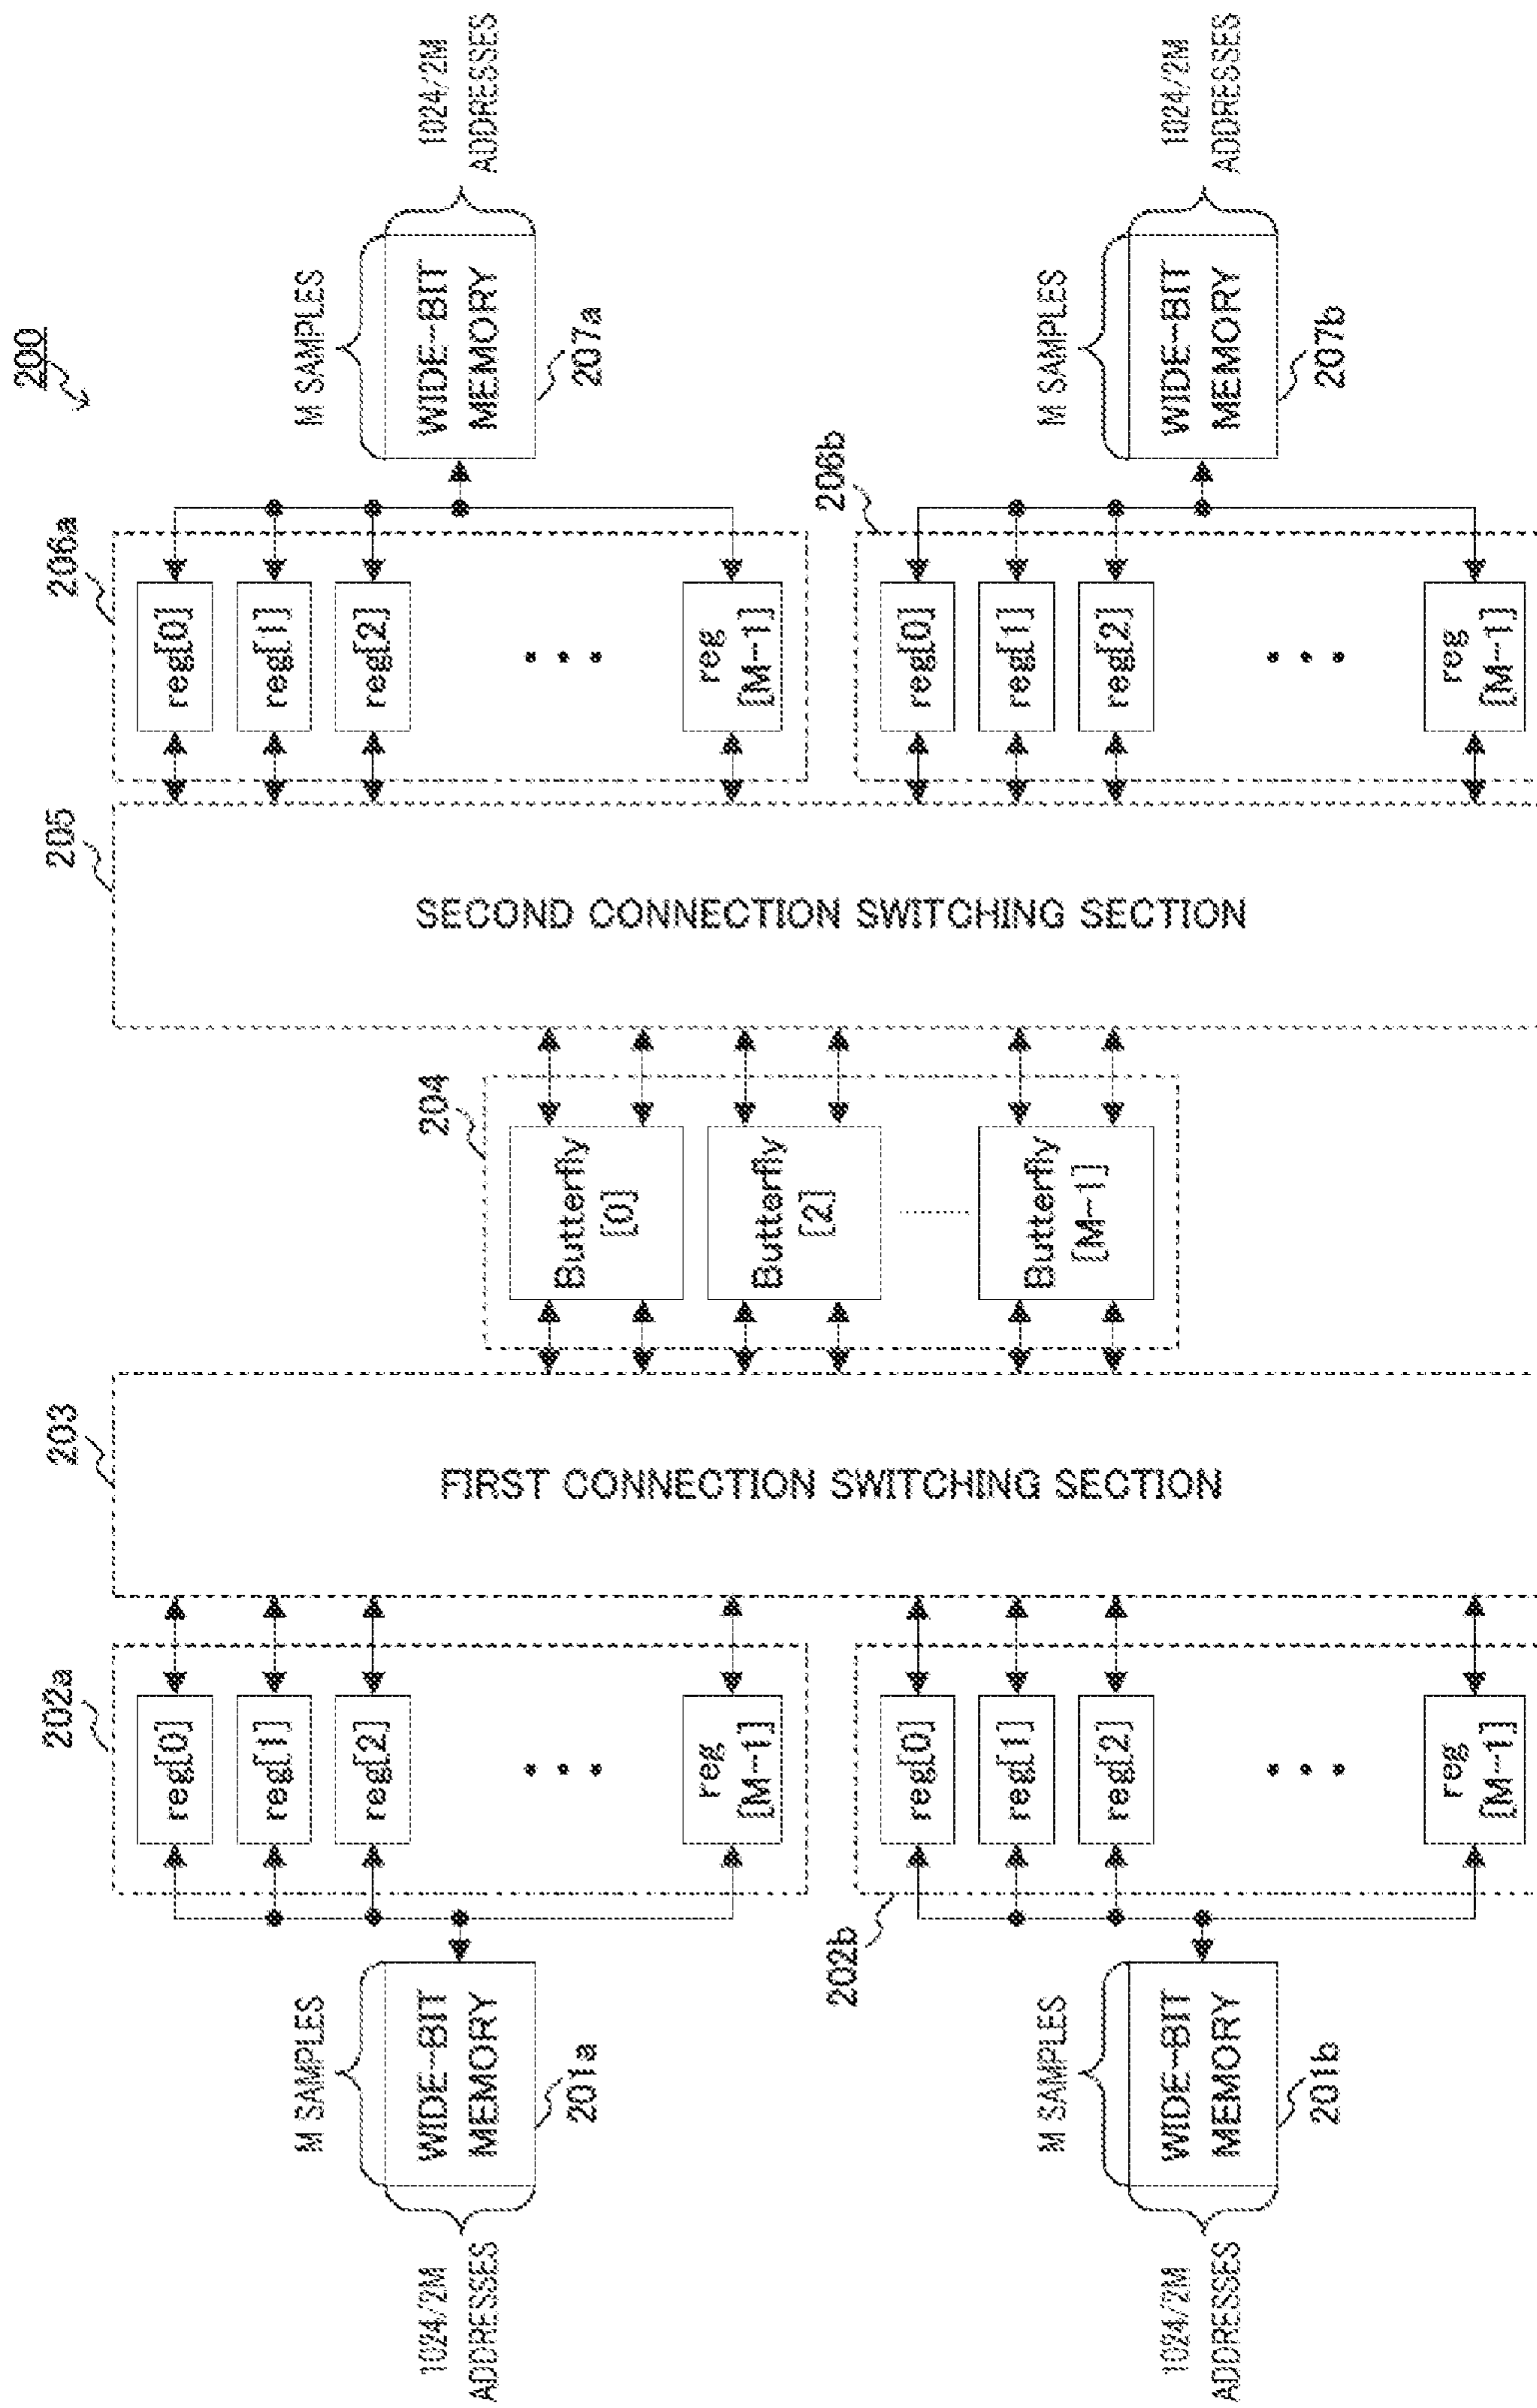 200
1024/2M
ADDRESSES
M SAMPLES
WIDE-BIT
MEMORY
201a
202a
reg[0]
reg[1]
reg[2]
reg
[M-1]
1024/2M
ADDRESSES
M SAMPLES
WIDE-BIT
MEMORY
201b
202b
reg[0]
reg[1]
reg[2]
reg
[M-1]
203
FIRST CONNECTION SWITCHING SECTION
204
Butterfly
[0]
Butterfly
[2]
Butterfly
[M-1]
205
SECOND CONNECTION SWITCHING SECTION
206a
reg[0]
reg[1]
reg[2]
reg
[M-1]
M SAMPLES
WIDE-BIT
MEMORY
207a
1024/2M
ADDRESSES
206b
reg[0]
reg[1]
reg[2]
reg
[M-1]
M SAMPLES
WIDE-BIT
MEMORY
207b
1024/2M
ADDRESSES